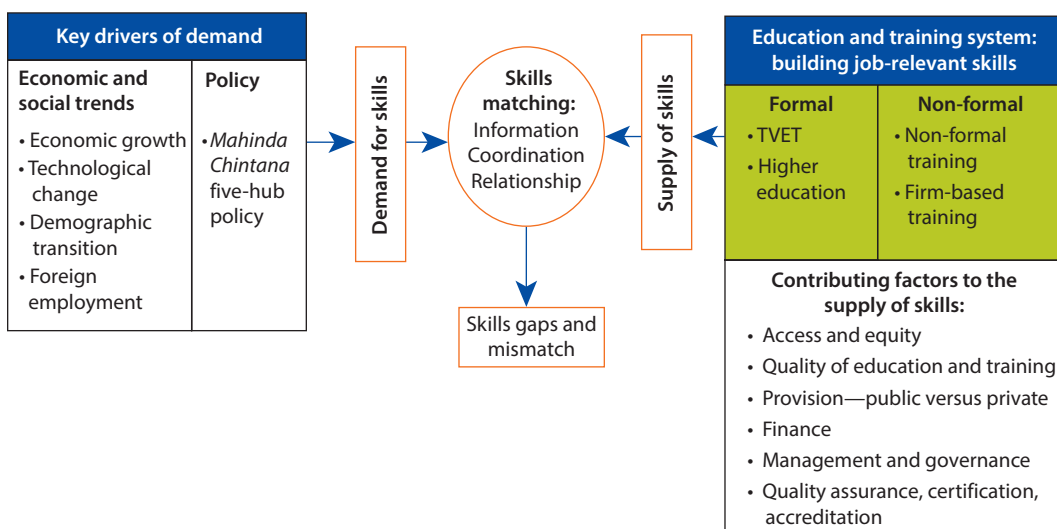 Key drivers of demand
Economic and
social trends
• Economic growth
• Technological
change
• Demographic
transition
• Foreign
employment
Policy
• Mahinda
Chintana
five-hub
policy
Demand for skills
Skills
matching:
Information
Coordination
Relationship
Skills gaps and
mismatch
Supply of skills
Education and training system:
building job-relevant skills
Formal
• TVET
• Higher
education
Non-formal
• Non-formal
training
• Firm-based
training
Contributing factors to the
supply of skills:
• Access and equity
• Quality of education and training
• Provision—public versus private
• Finance
• Management and governance
• Quality assurance, certification,
accreditation